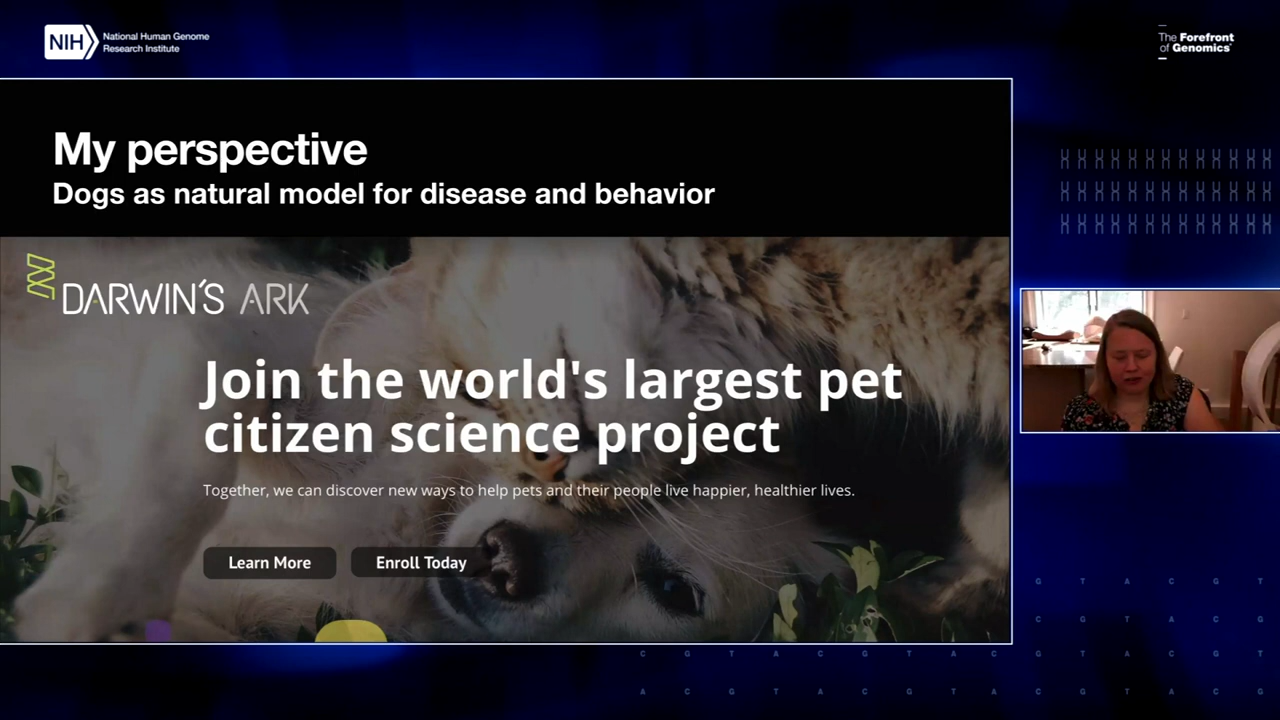 NIH
National Human Genome
Research Institute
The Forefront
of Genomics
My perspective
Dogs as natural model for disease and behavior
DARWIN'S ARK
Join the world's largest pet
citizen science project
Together, we can discover new ways to help pets and their people live happier, healthier lives.
Learn More
Enroll Today
G T A C G T
C G T A C G
C G T A C G T A C G T A C G T
A C G T A C G T A C G T A C G